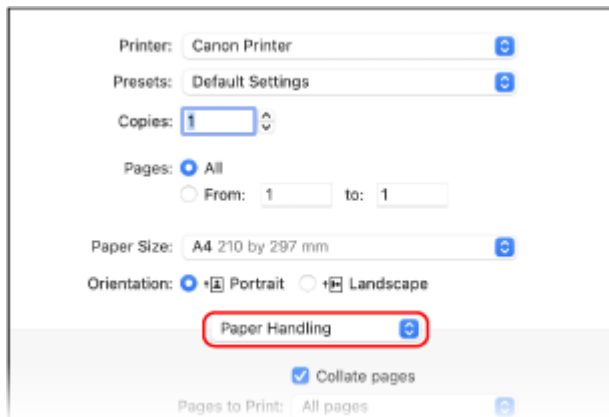 Printer: Canon Printer
Presets: Default Settings
Copies: 1
Pages: All
From: 1 to: 1
Paper Size: A4 210 by 297 mm
Orientation: Portrait Landscape
Paper Handling
Collate pages
Pages to Print: All pages